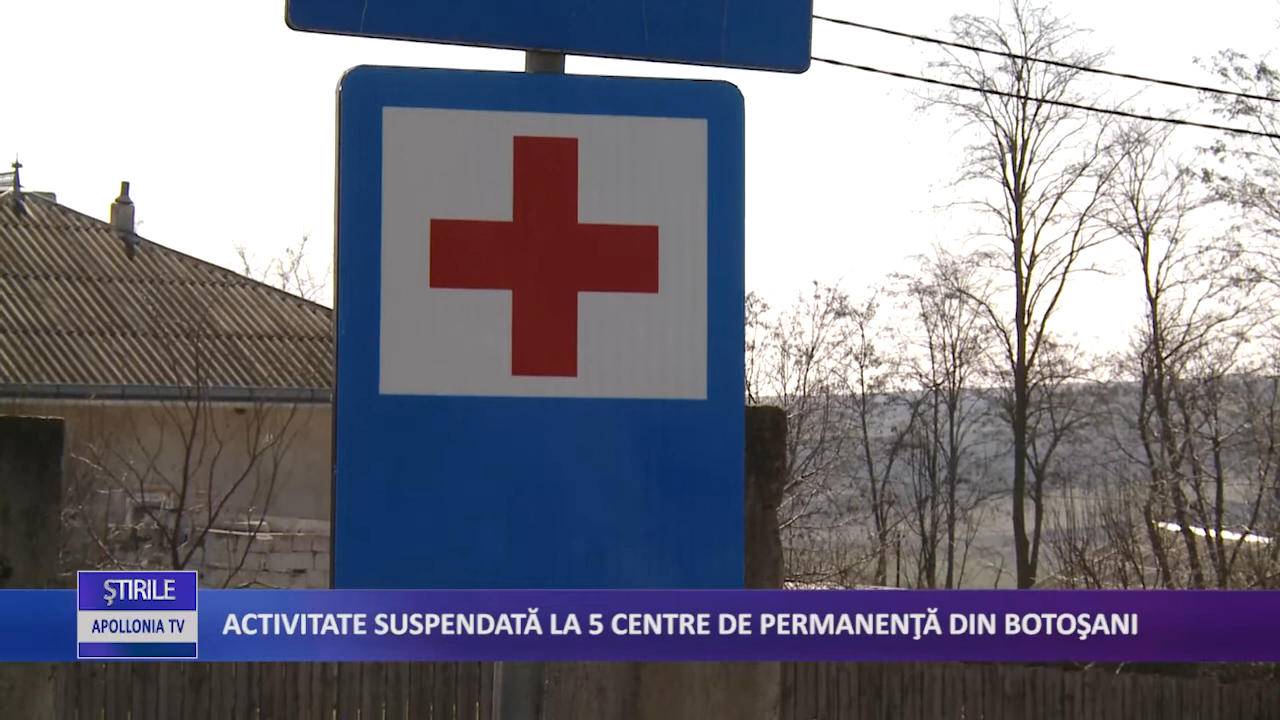 ŞTIRILE
APOLLONIA TV
ACTIVITATE SUSPENDATĂ LA 5 CENTRE DE PERMANENŢĂ DIN BOTOŞANI